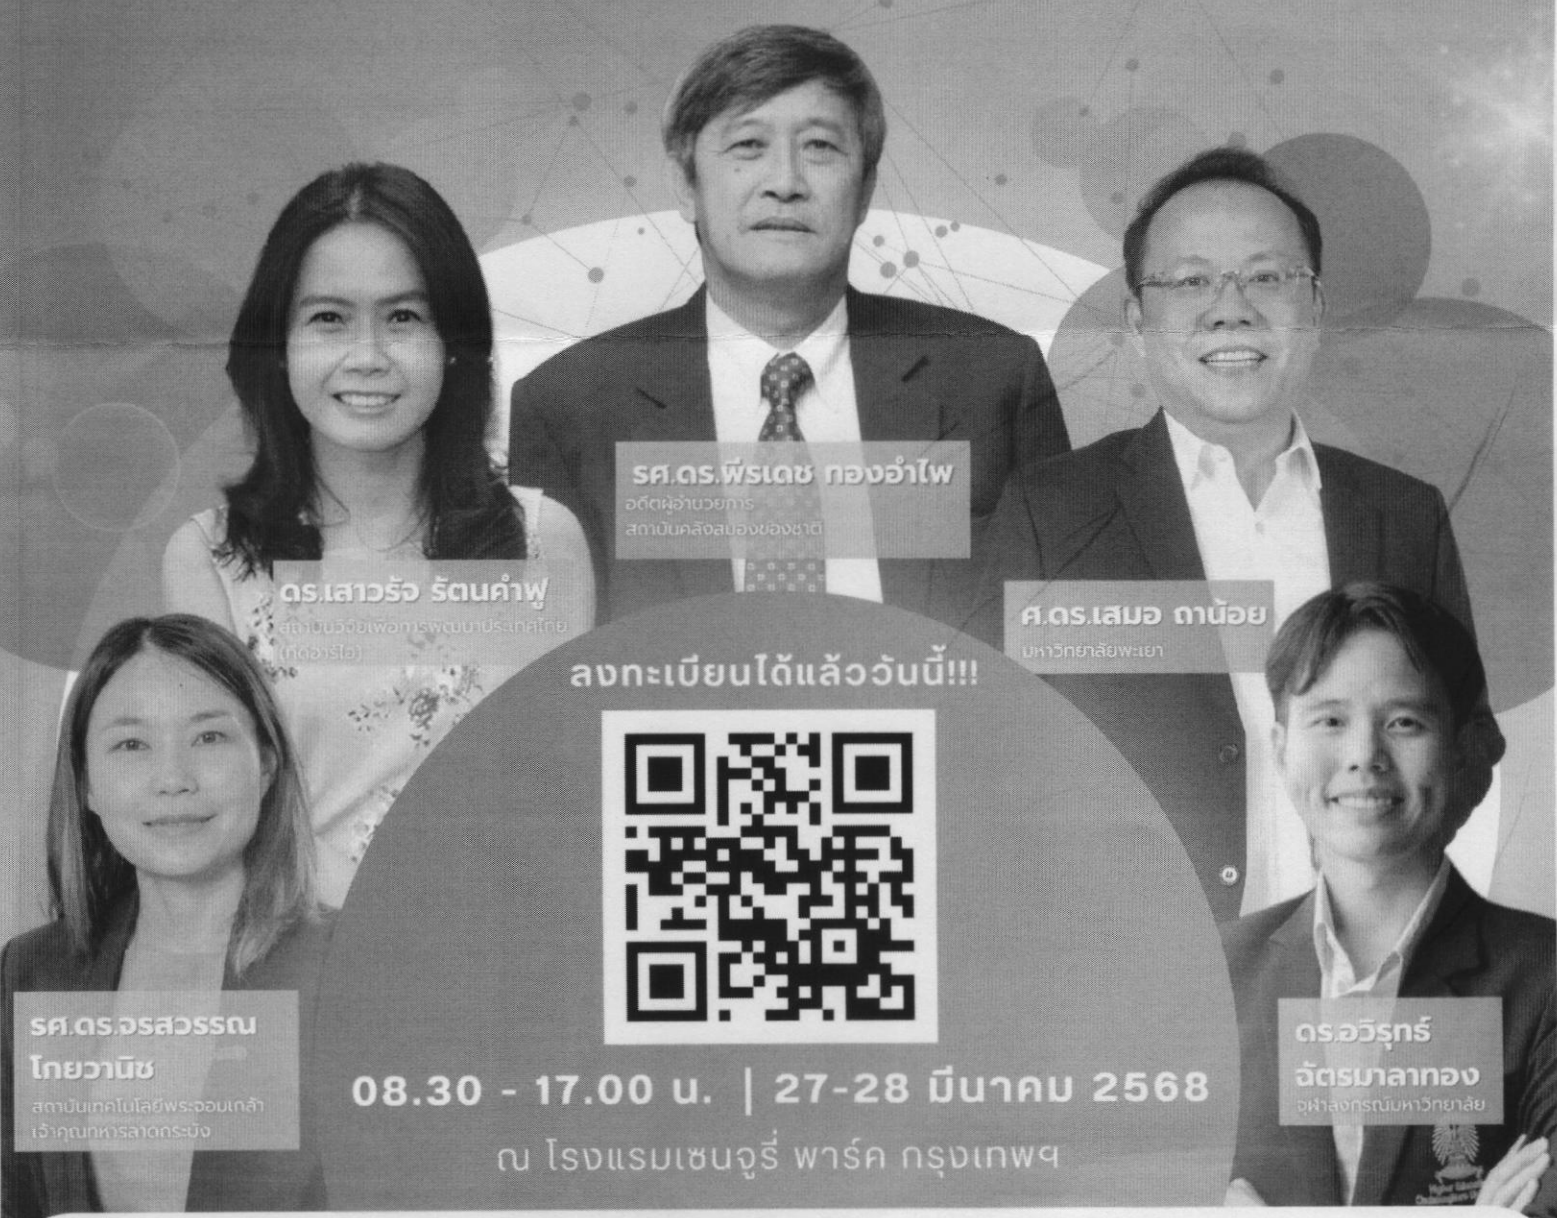 รศ.ดร.พีรเดช ทองอำไพ
อดีตผู้อำนวยการ
สถาบันคลังสมองของชาติ
ดร.เสาวรัจ รัตนคำฟู
สถาบันวิจัยเพื่อการพัฒนาประเทศไทย
(ทีดีอาร์ไอ)
ศ.ดร.เสมอ ถาน้อย
มหาวิทยาลัยพะเยา
ลงทะเบียนได้แล้ววันนี้!!!
รศ.ดร.จรสวรรณ
โกยวานิช
สถาบันเทคโนโลยีพระจอมเกล้า
เจ้าคุณทหารลาดกระบัง
ดร.อวิรุทธ์
ฉัตรมาลาทอง
จุฬาลงกรณ์มหาวิทยาลัย
08.30 - 17.00 น. | 27-28 มีนาคม 2568
ณ โรงแรมเซนจูรี่ พาร์ค กรุงเทพฯ